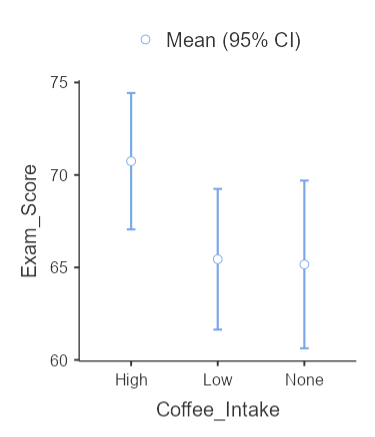 Mean (95% CI)
75
70
65
60
Exam_Score
High Low None
Coffee_Intake